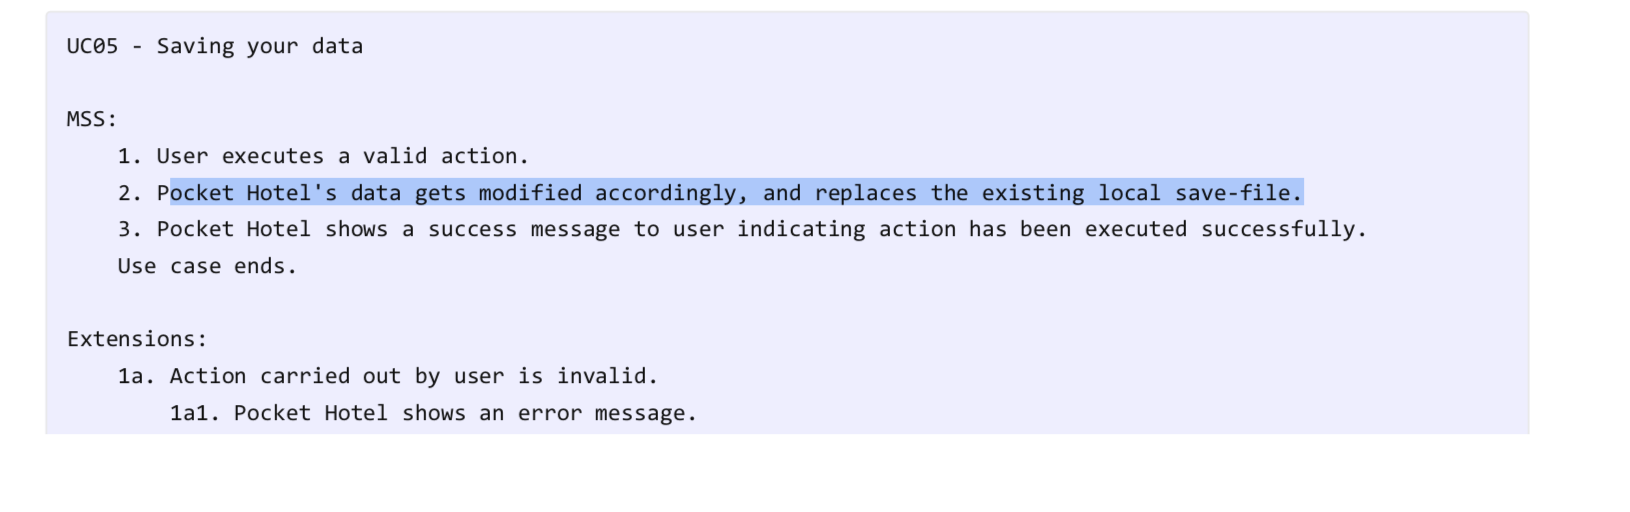 UC05 - Saving your data
MSS:
1. User executes a valid action.
2. Pocket Hotel's data gets modified accordingly, and replaces the existing local save-file.
3. Pocket Hotel shows a success message to user indicating action has been executed successfully.
Use case ends.
Extensions:
1a. Action carried out by user is invalid.
1a1. Pocket Hotel shows an error message.